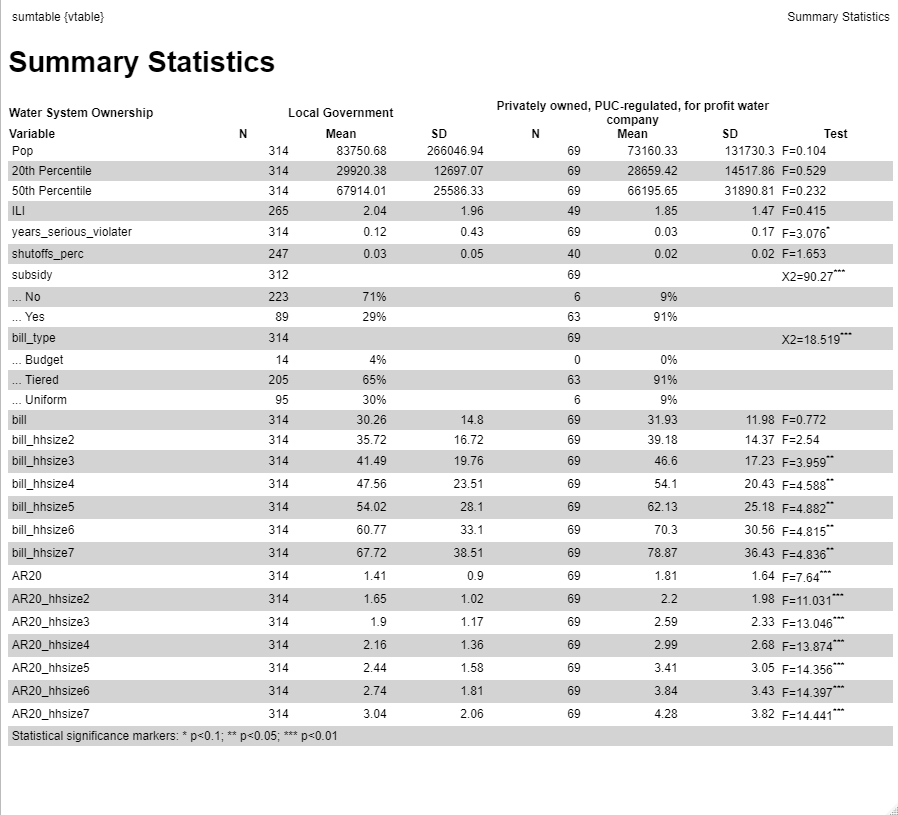 sumtable {vtable} Summary Statistics
Summary Statistics
Water System Ownership Local Government Privately owned, PUC-regulated, for profit water company
Variable N Mean SD N Mean SD Test
Pop 314 83750.68 266046.94 69 73160.33 131730.3 F=0.104
20th Percentile 314 29920.38 12697.07 69 28659.42 14517.86 F=0.529
50th Percentile 314 67914.01 25586.33 69 66195.65 31890.81 F=0.232
ILI 265 2.04 1.96 49 1.85 1.47 F=0.415
years_serious_violater 314 0.12 0.43 69 0.03 0.17 F=3.076*
shutoffs_perc 247 0.03 0.05 40 0.02 0.02 F=1.653
subsidy 312 69 X2=90.27***
... No 223 71% 6 9%
... Yes 89 29% 63 91%
bill_type 314 69 X2=18.519***
... Budget 14 4% 0 0%
... Tiered 205 65% 63 91%
... Uniform 95 30% 6 9%
bill 314 30.26 14.8 69 31.93 11.98 F=0.772
bill_hhsize2 314 35.72 16.72 69 39.18 14.37 F=2.54
bill_hhsize3 314 41.49 19.76 69 46.6 17.23 F=3.959**
bill_hhsize4 314 47.56 23.51 69 54.1 20.43 F=4.588**
bill_hhsize5 314 54.02 28.1 69 62.13 25.18 F=4.882**
bill_hhsize6 314 60.77 33.1 69 70.3 30.56 F=4.815**
bill_hhsize7 314 67.72 38.51 69 78.87 36.43 F=4.836**
AR20 314 1.41 0.9 69 1.81 1.64 F=7.64***
AR20_hhsize2 314 1.65 1.02 69 2.2 1.98 F=11.031***
AR20_hhsize3 314 1.9 1.17 69 2.59 2.33 F=13.046***
AR20_hhsize4 314 2.16 1.36 69 2.99 2.68 F=13.874***
AR20_hhsize5 314 2.44 1.58 69 3.41 3.05 F=14.356***
AR20_hhsize6 314 2.74 1.81 69 3.84 3.43 F=14.397***
AR20_hhsize7 314 3.04 2.06 69 4.28 3.82 F=14.441***
Statistical significance markers: * p<0.1; ** p<0.05; *** p<0.01